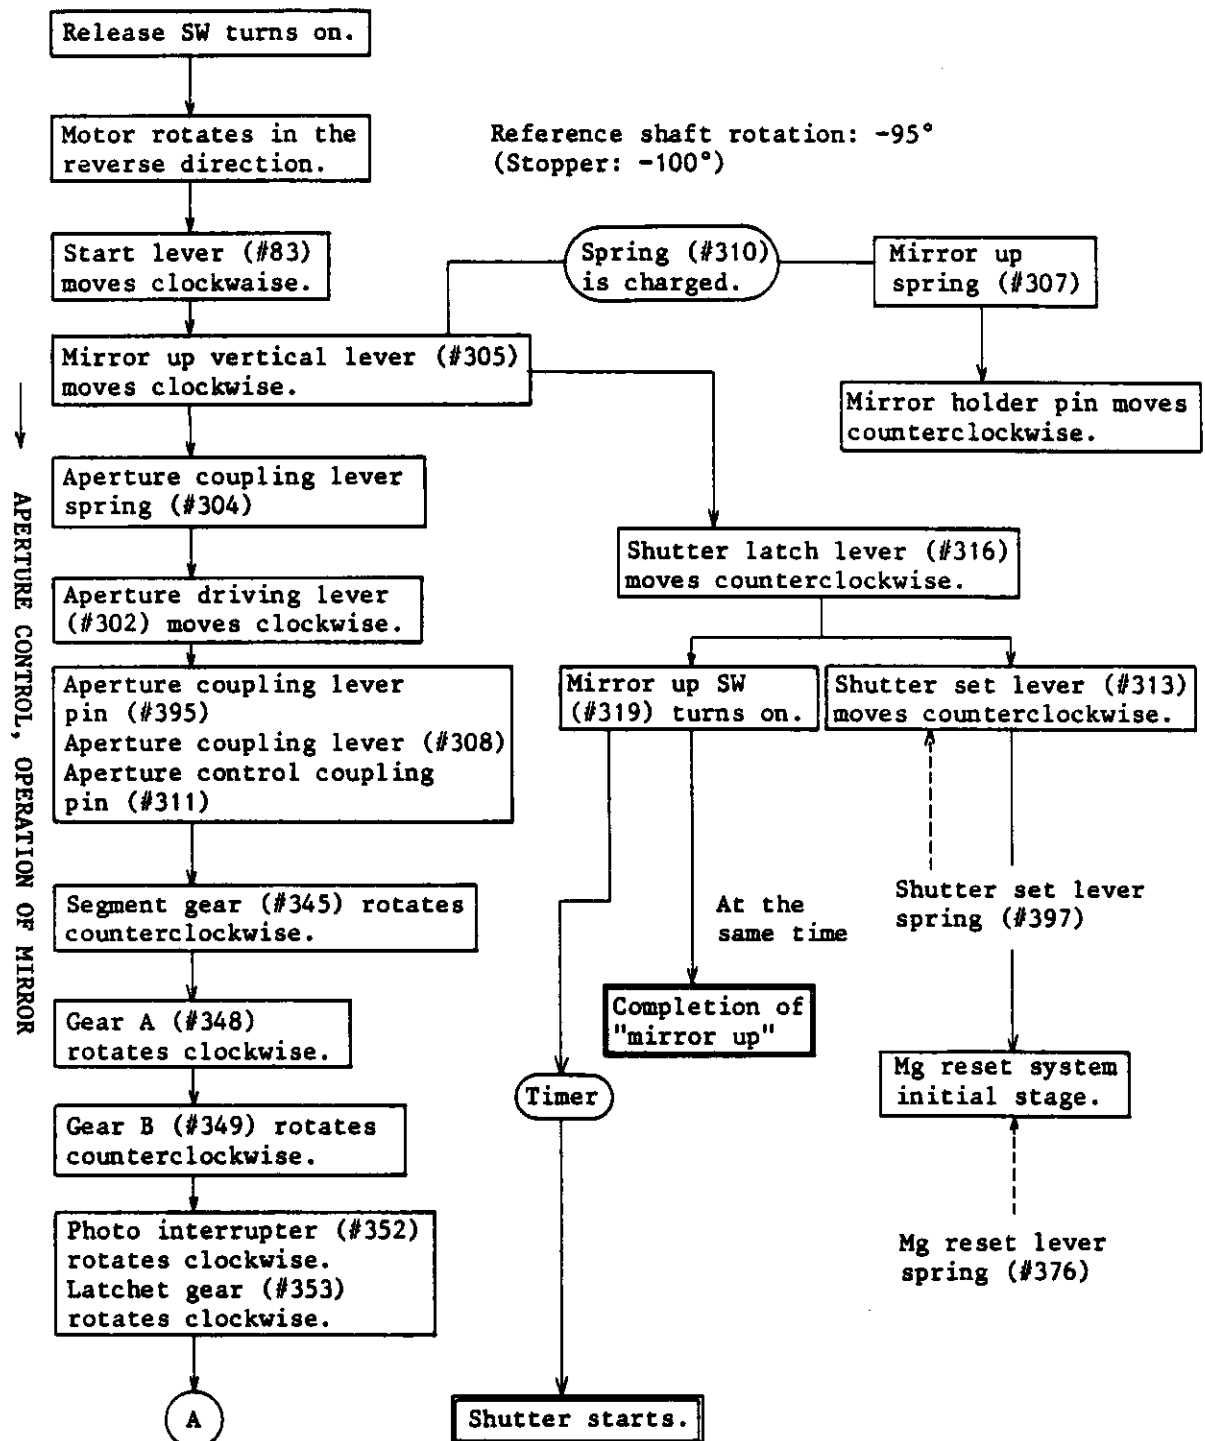 Release SW turns on.
Motor rotates in the
reverse direction.
Reference shaft rotation: -95°
(Stopper: -100°)
Start lever (#83)
moves clockwaise.
Spring (#310)
is charged.
Mirror up
spring (#307)
Mirror up vertical lever (#305)
moves clockwise.
Mirror holder pin moves
counterclockwise.
Aperture coupling lever
spring (#304)
Shutter latch lever (#316)
moves counterclockwise.
Aperture driving lever
(#302) moves clockwise.
Aperture coupling lever
pin (#395)
Aperture coupling lever (#308)
Aperture control coupling
pin (#311)
Mirror up SW
(#319) turns on.
Shutter set lever (#313)
moves counterclockwise.
APERTURE CONTROL, OPERATION OF MIRROR
Segment gear (#345) rotates
counterclockwise.
At the
same time
Shutter set lever
spring (#397)
Gear A (#348)
rotates clockwise.
Completion of
"mirror up"
Timer
Mg reset system
initial stage.
Gear B (#349) rotates
counterclockwise.
Photo interrupter (#352)
rotates clockwise.
Latchet gear (#353)
rotates clockwise.
Mg reset lever
spring (#376)
A
Shutter starts.